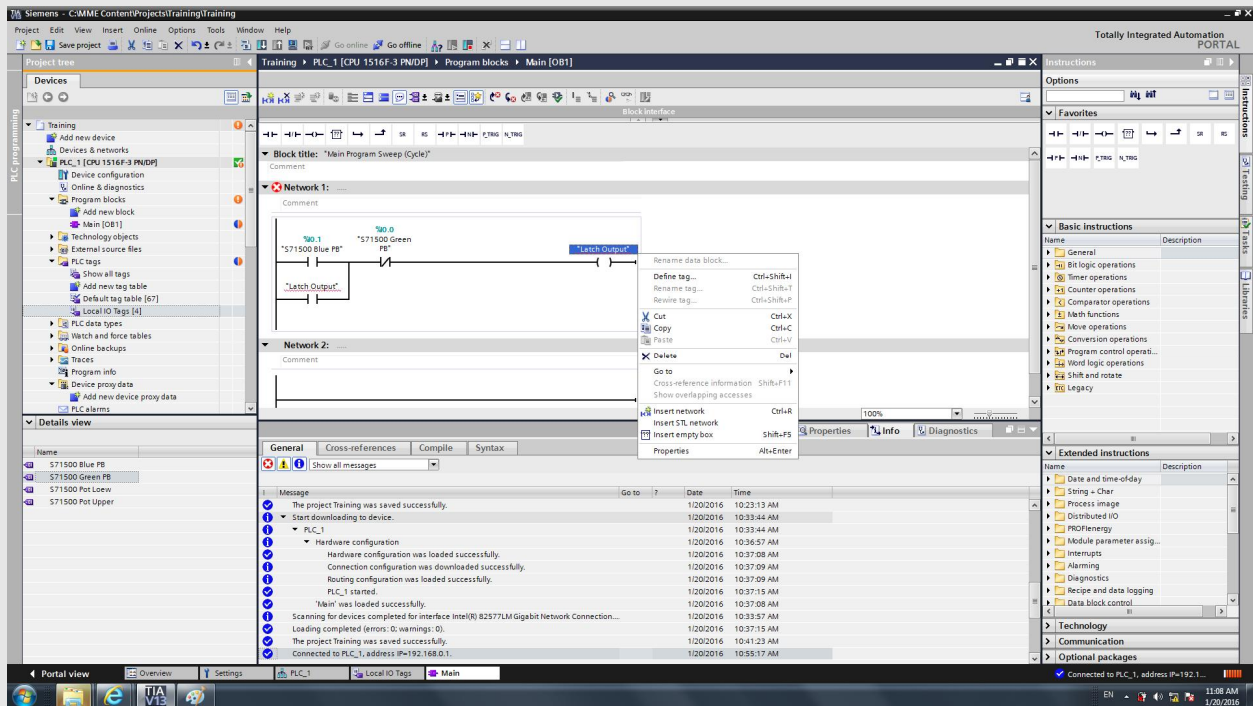 Siemens - C:\MME Content\Projects\Training\Training
Project Edit View Insert Online Options Tools Window Help
Totally Integrated Automation
PORTAL
Save project Go online Go offline
Project tree
Training PLC_1 [CPU 1516F-3 PN/DP] Program blocks Main [OB1]
Instructions
Devices
Options
PLC programming
Block interface
Training
Add new device
Devices & networks
PLC_1 [CPU 1516F-3 PN/DP]
Device configuration
Online & diagnostics
Program blocks
Add new block
Main [OB1]
Technology objects
External source files
PLC tags
Show all tags
Add new tag table
Default tag table [67]
Local IO Tags [4]
PLC data types
Watch and force tables
Online backups
Traces
Program info
Device proxy data
Add new device proxy data
PLC alarms
Details view
Name
S71500 Blue PB
S71500 Green PB
S71500 Pot Loew
S71500 Pot Upper
SR RS P_TRIG N_TRIG
Block title: "Main Program Sweep (Cycle)"
Comment
Network 1: .....
Comment
%I0.1
"S71500 Blue PB"
%I0.0
"S71500 Green PB"
"Latch Output"
"Latch Output"
Network 2: .....
Comment
Rename data block...
Define tag... Ctrl+Shift+I
Rename tag... Ctrl+Shift+T
Rewire tag... Ctrl+Shift+P
Cut Ctrl+X
Copy Ctrl+C
Paste Ctrl+V
Delete Del
Go to
Cross-reference information Shift+F11
Show overlapping accesses
Insert network Ctrl+R
Insert STL network
Insert empty box Shift+F5
Properties Alt+Enter
100%
Properties Info Diagnostics
General Cross-references Compile Syntax
Show all messages
! Message Go to ? Date Time
The project Training was saved successfully. 1/20/2016 10:23:13 AM
Start downloading to device. 1/20/2016 10:33:44 AM
PLC_1 1/20/2016 10:33:44 AM
Hardware configuration 1/20/2016 10:36:57 AM
Hardware configuration was loaded successfully. 1/20/2016 10:37:08 AM
Connection configuration was downloaded successfully. 1/20/2016 10:37:09 AM
Routing configuration was loaded successfully. 1/20/2016 10:37:09 AM
PLC_1 started. 1/20/2016 10:37:15 AM
'Main' was loaded successfully. 1/20/2016 10:37:08 AM
Scanning for devices completed for interface Intel(R) 82577LM Gigabit Network Connection.... 1/20/2016 10:33:57 AM
Loading completed (errors: 0; warnings: 0). 1/20/2016 10:37:15 AM
The project Training was saved successfully. 1/20/2016 10:41:23 AM
Connected to PLC_1, address IP=192.168.0.1. 1/20/2016 10:55:17 AM
Favorites
SR RS
P_TRIG N_TRIG
Basic instructions
Name Description
General
Bit logic operations
Timer operations
Counter operations
Comparator operations
Math functions
Move operations
Conversion operations
Program control operati...
Word logic operations
Shift and rotate
Legacy
Extended instructions
Name Description
Date and time-of-day
String + Char
Process image
Distributed I/O
PROFIenergy
Module parameter assig...
Interrupts
Alarming
Diagnostics
Recipe and data logging
Data block control
Technology
Communication
Optional packages
Instructions
Testing
Tasks
Libraries
Portal view Overview Settings PLC_1 Local IO Tags Main
Connected to PLC_1, address IP=192.1...
TIA
V13
EN
11:08 AM
1/20/2016